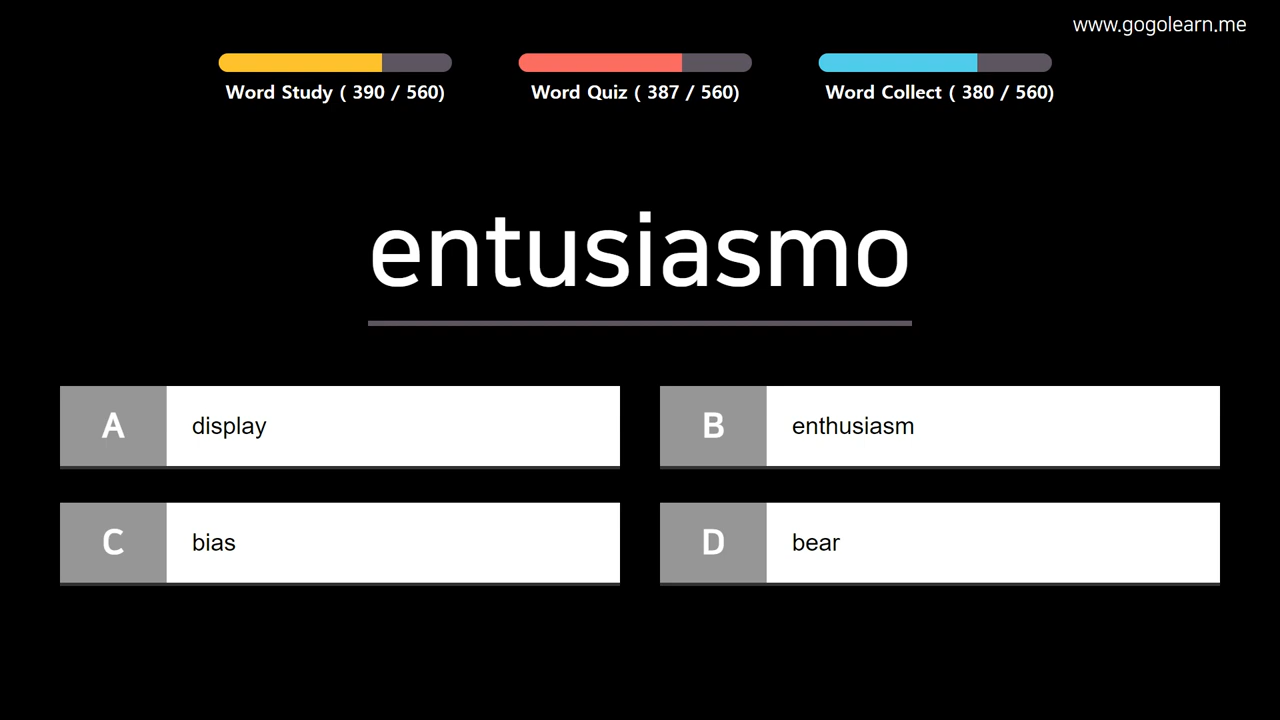 www.gogolearn.me
Word Study ( 390 / 560)
Word Quiz ( 387 / 560)
Word Collect ( 380 / 560)
entusiasmo
A display
B enthusiasm
C bias
D bear